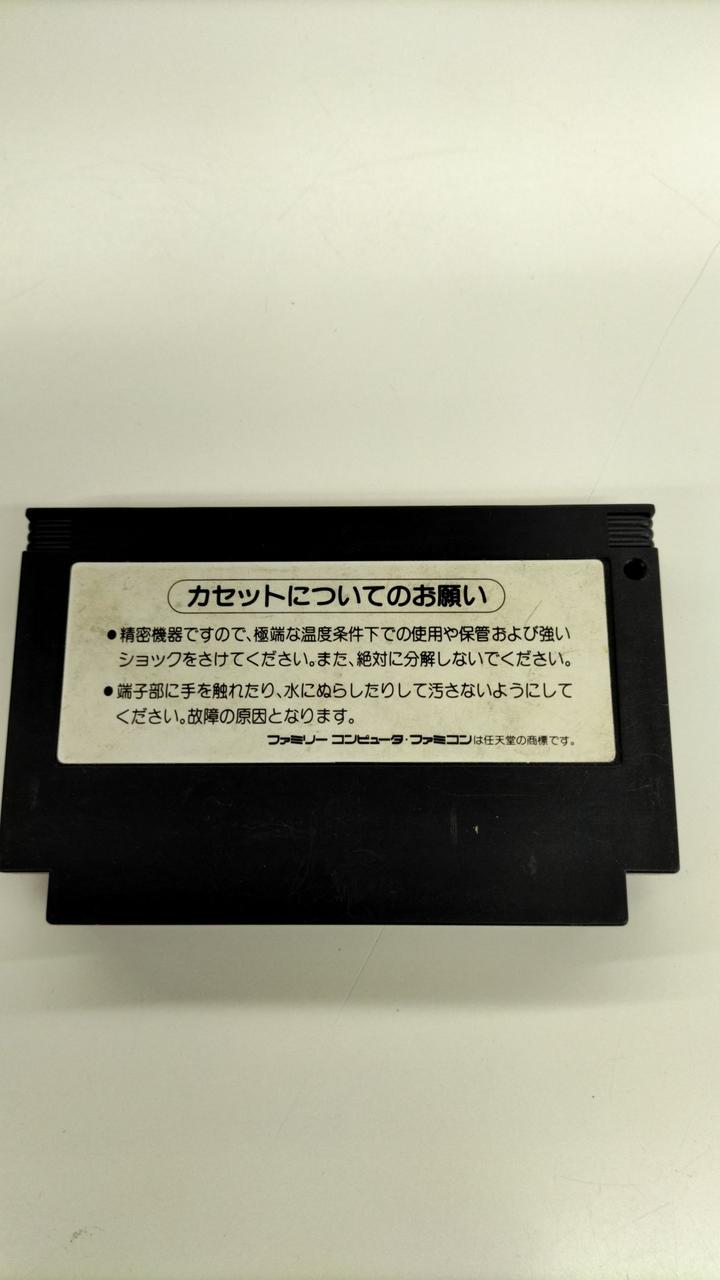 カセットについてのお願い
●精密機器ですので、極端な温度条件下での使用や保管および強い
ショックをさけてください。また、絶対に分解しないでください。
●端子部に手を触れたり、水にぬらしたりして汚さないようにして
ください。故障の原因となります。
ファミリー コンピュータ・ファミコンは任天堂の商標です。